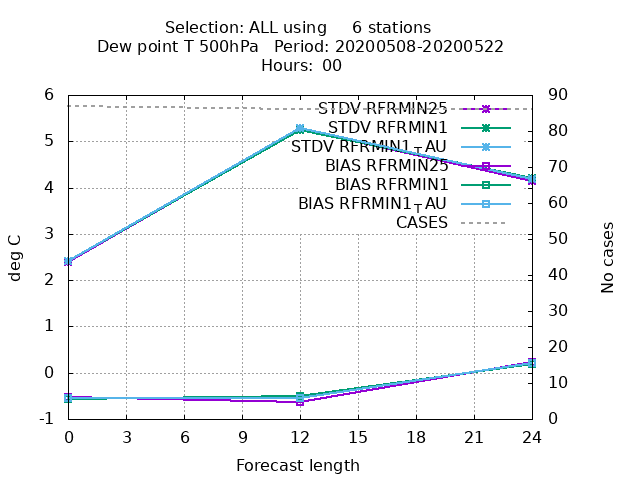 Selection: ALL using     6 stations
Dew point T 500hPa   Period: 20200508-20200522
Hours: 00
6
5
4
3
2
1
0
-1
deg C
90
80
70
60
50
40
30
20
10
0
No cases
STDV RFRMIN25
STDV RFRMIN1
STDV RFRMIN1_AU
BIAS RFRMIN25
BIAS RFRMIN1
BIAS RFRMIN1_AU
CASES
0 3 6 9 12 15 18 21 24
Forecast length